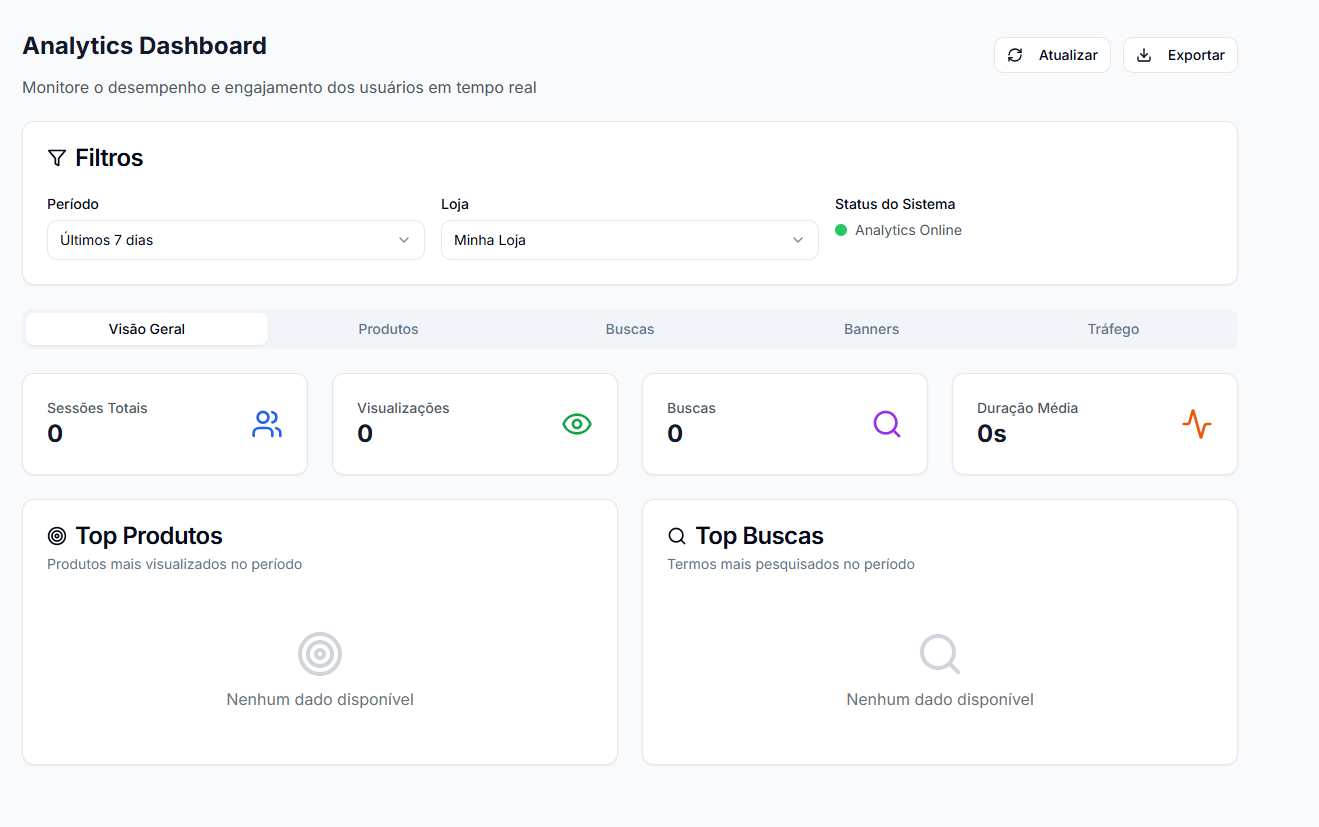 Analytics Dashboard
Monitore o desempenho e engajamento dos usuários em tempo real
Atualizar
Exportar
Filtros
Período
Últimos 7 dias
Loja
Minha Loja
Status do Sistema
Analytics Online
Visão Geral
Produtos
Buscas
Banners
Tráfego
Sessões Totais
0
Visualizações
0
Buscas
0
Duração Média
0s
Top Produtos
Produtos mais visualizados no período
Nenhum dado disponível
Top Buscas
Termos mais pesquisados no período
Nenhum dado disponível